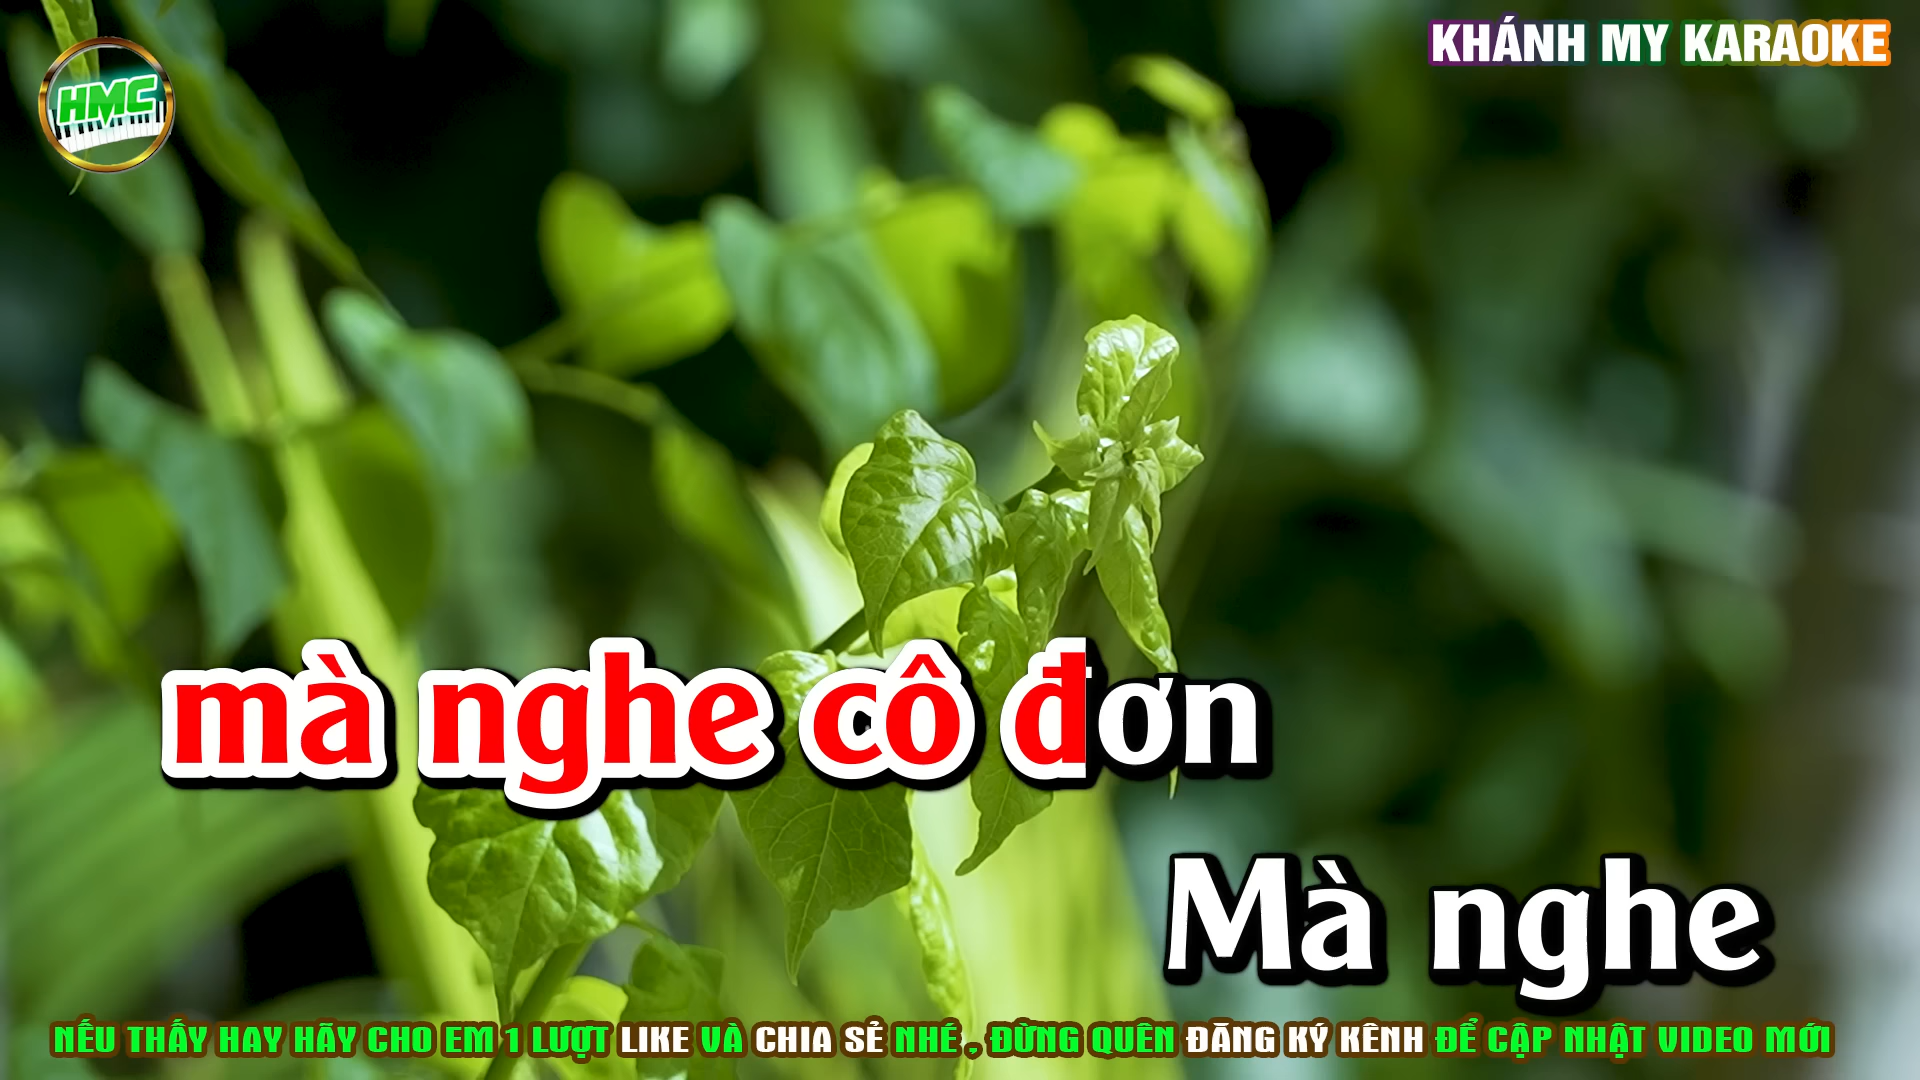 KHÁNH MY KARAOKE
HMC
mà nghe cô đơn
Mà nghe
NẾU THẤY HAY HÃY CHO EM 1 LƯỢT LIKE VÀ CHIA SẺ NHÉ , ĐỪNG QUÊN ĐĂNG KÝ KÊNH ĐỂ CẬP NHẬT VIDEO MỚI